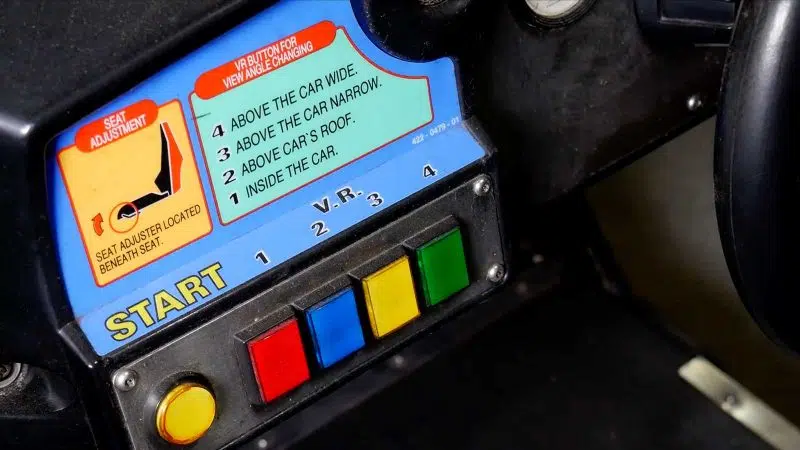 SEAT
ADJUSTMENT
SEAT ADJUSTER LOCATED
BENEATH SEAT.
VR BUTTON FOR
VIEW ANGLE CHANGING
4 ABOVE THE CAR WIDE.
3 ABOVE THE CAR NARROW.
2 ABOVE CAR'S ROOF.
1 INSIDE THE CAR.
422-0479-01
V.R.
START 1 2 3 4